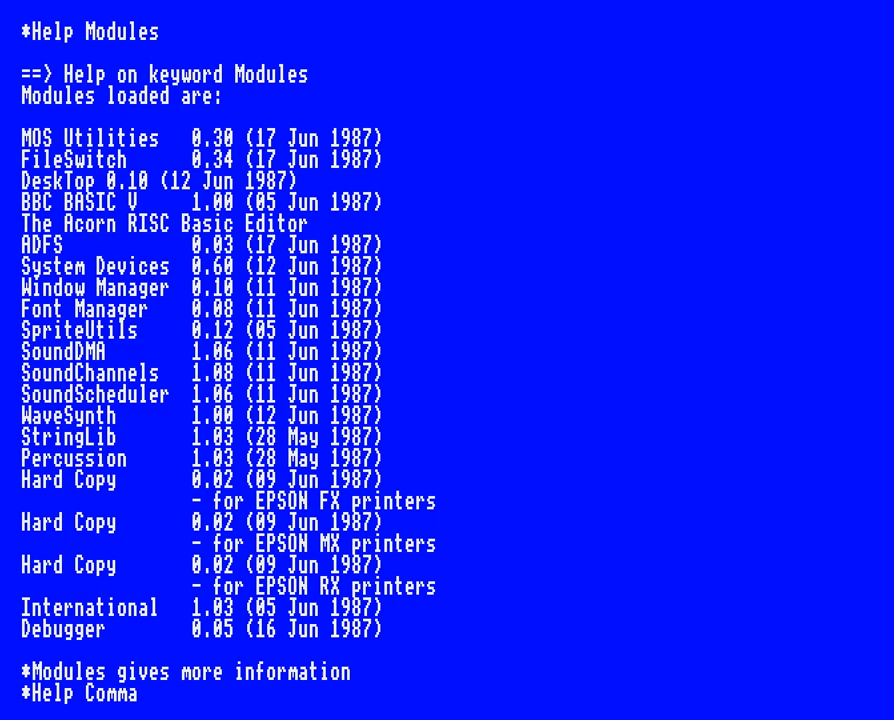 *Help Modules
==> Help on keyword Modules
Modules loaded are:
MOS Utilities   0.30 (17 Jun 1987)
FileSwitch      0.34 (17 Jun 1987)
DeskTop 0.10 (12 Jun 1987)
BBC BASIC V     1.00 (05 Jun 1987)
The Acorn RISC Basic Editor
ADFS            0.03 (17 Jun 1987)
System Devices  0.60 (12 Jun 1987)
Window Manager  0.10 (11 Jun 1987)
Font Manager    0.08 (11 Jun 1987)
SpriteUtils     0.12 (05 Jun 1987)
SoundDMA        1.06 (11 Jun 1987)
SoundChannels   1.08 (11 Jun 1987)
SoundScheduler  1.06 (11 Jun 1987)
WaveSynth       1.00 (12 Jun 1987)
StringLib       1.03 (28 May 1987)
Percussion      1.03 (28 May 1987)
Hard Copy       0.02 (09 Jun 1987)
                - for EPSON FX printers
Hard Copy       0.02 (09 Jun 1987)
                - for EPSON MX printers
Hard Copy       0.02 (09 Jun 1987)
                - for EPSON RX printers
International   1.03 (05 Jun 1987)
Debugger        0.05 (16 Jun 1987)
*Modules gives more information
*Help Comma